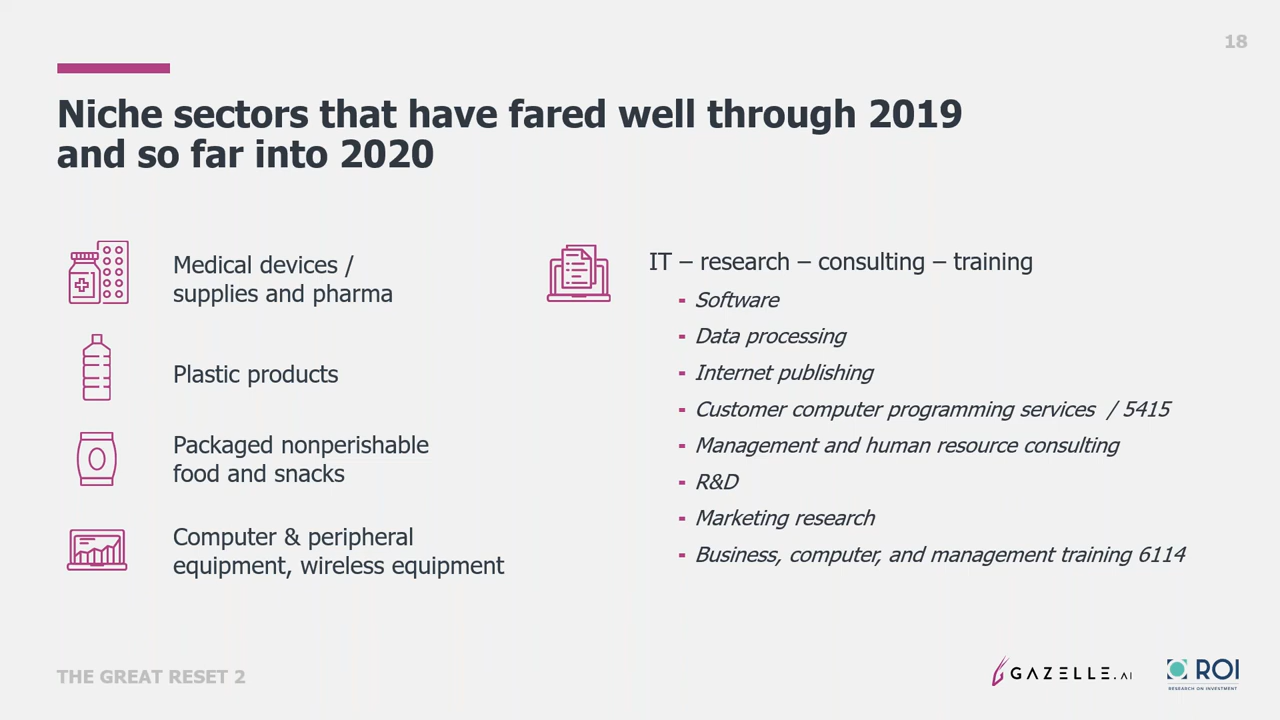 18
Niche sectors that have fared well through 2019
and so far into 2020
Medical devices /
supplies and pharma
Plastic products
Packaged nonperishable
food and snacks
Computer & peripheral
equipment, wireless equipment
IT – research – consulting – training
- Software
- Data processing
- Internet publishing
- Customer computer programming services / 5415
- Management and human resource consulting
- R&D
- Marketing research
- Business, computer, and management training 6114
THE GREAT RESET 2
GAZELLE.AI
ROI
RESEARCH ON INVESTMENT